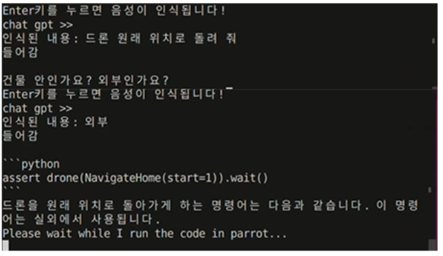 Enter키를 누르면 음성이 인식됩니다!
chat gpt >>
인식된 내용: 드론 원래 위치로 돌려 줘
들어감
건물 안인가요? 외부인가요?
Enter키를 누르면 음성이 인식됩니다!
chat gpt >>
인식된 내용: 외부
들어감
```python
assert drone(NavigateHome(start=1)).wait()
```
드론을 원래 위치로 돌아가게 하는 명령어는 다음과 같습니다. 이 명령
어는 실외에서 사용됩니다.
Please wait while I run the code in parrot...